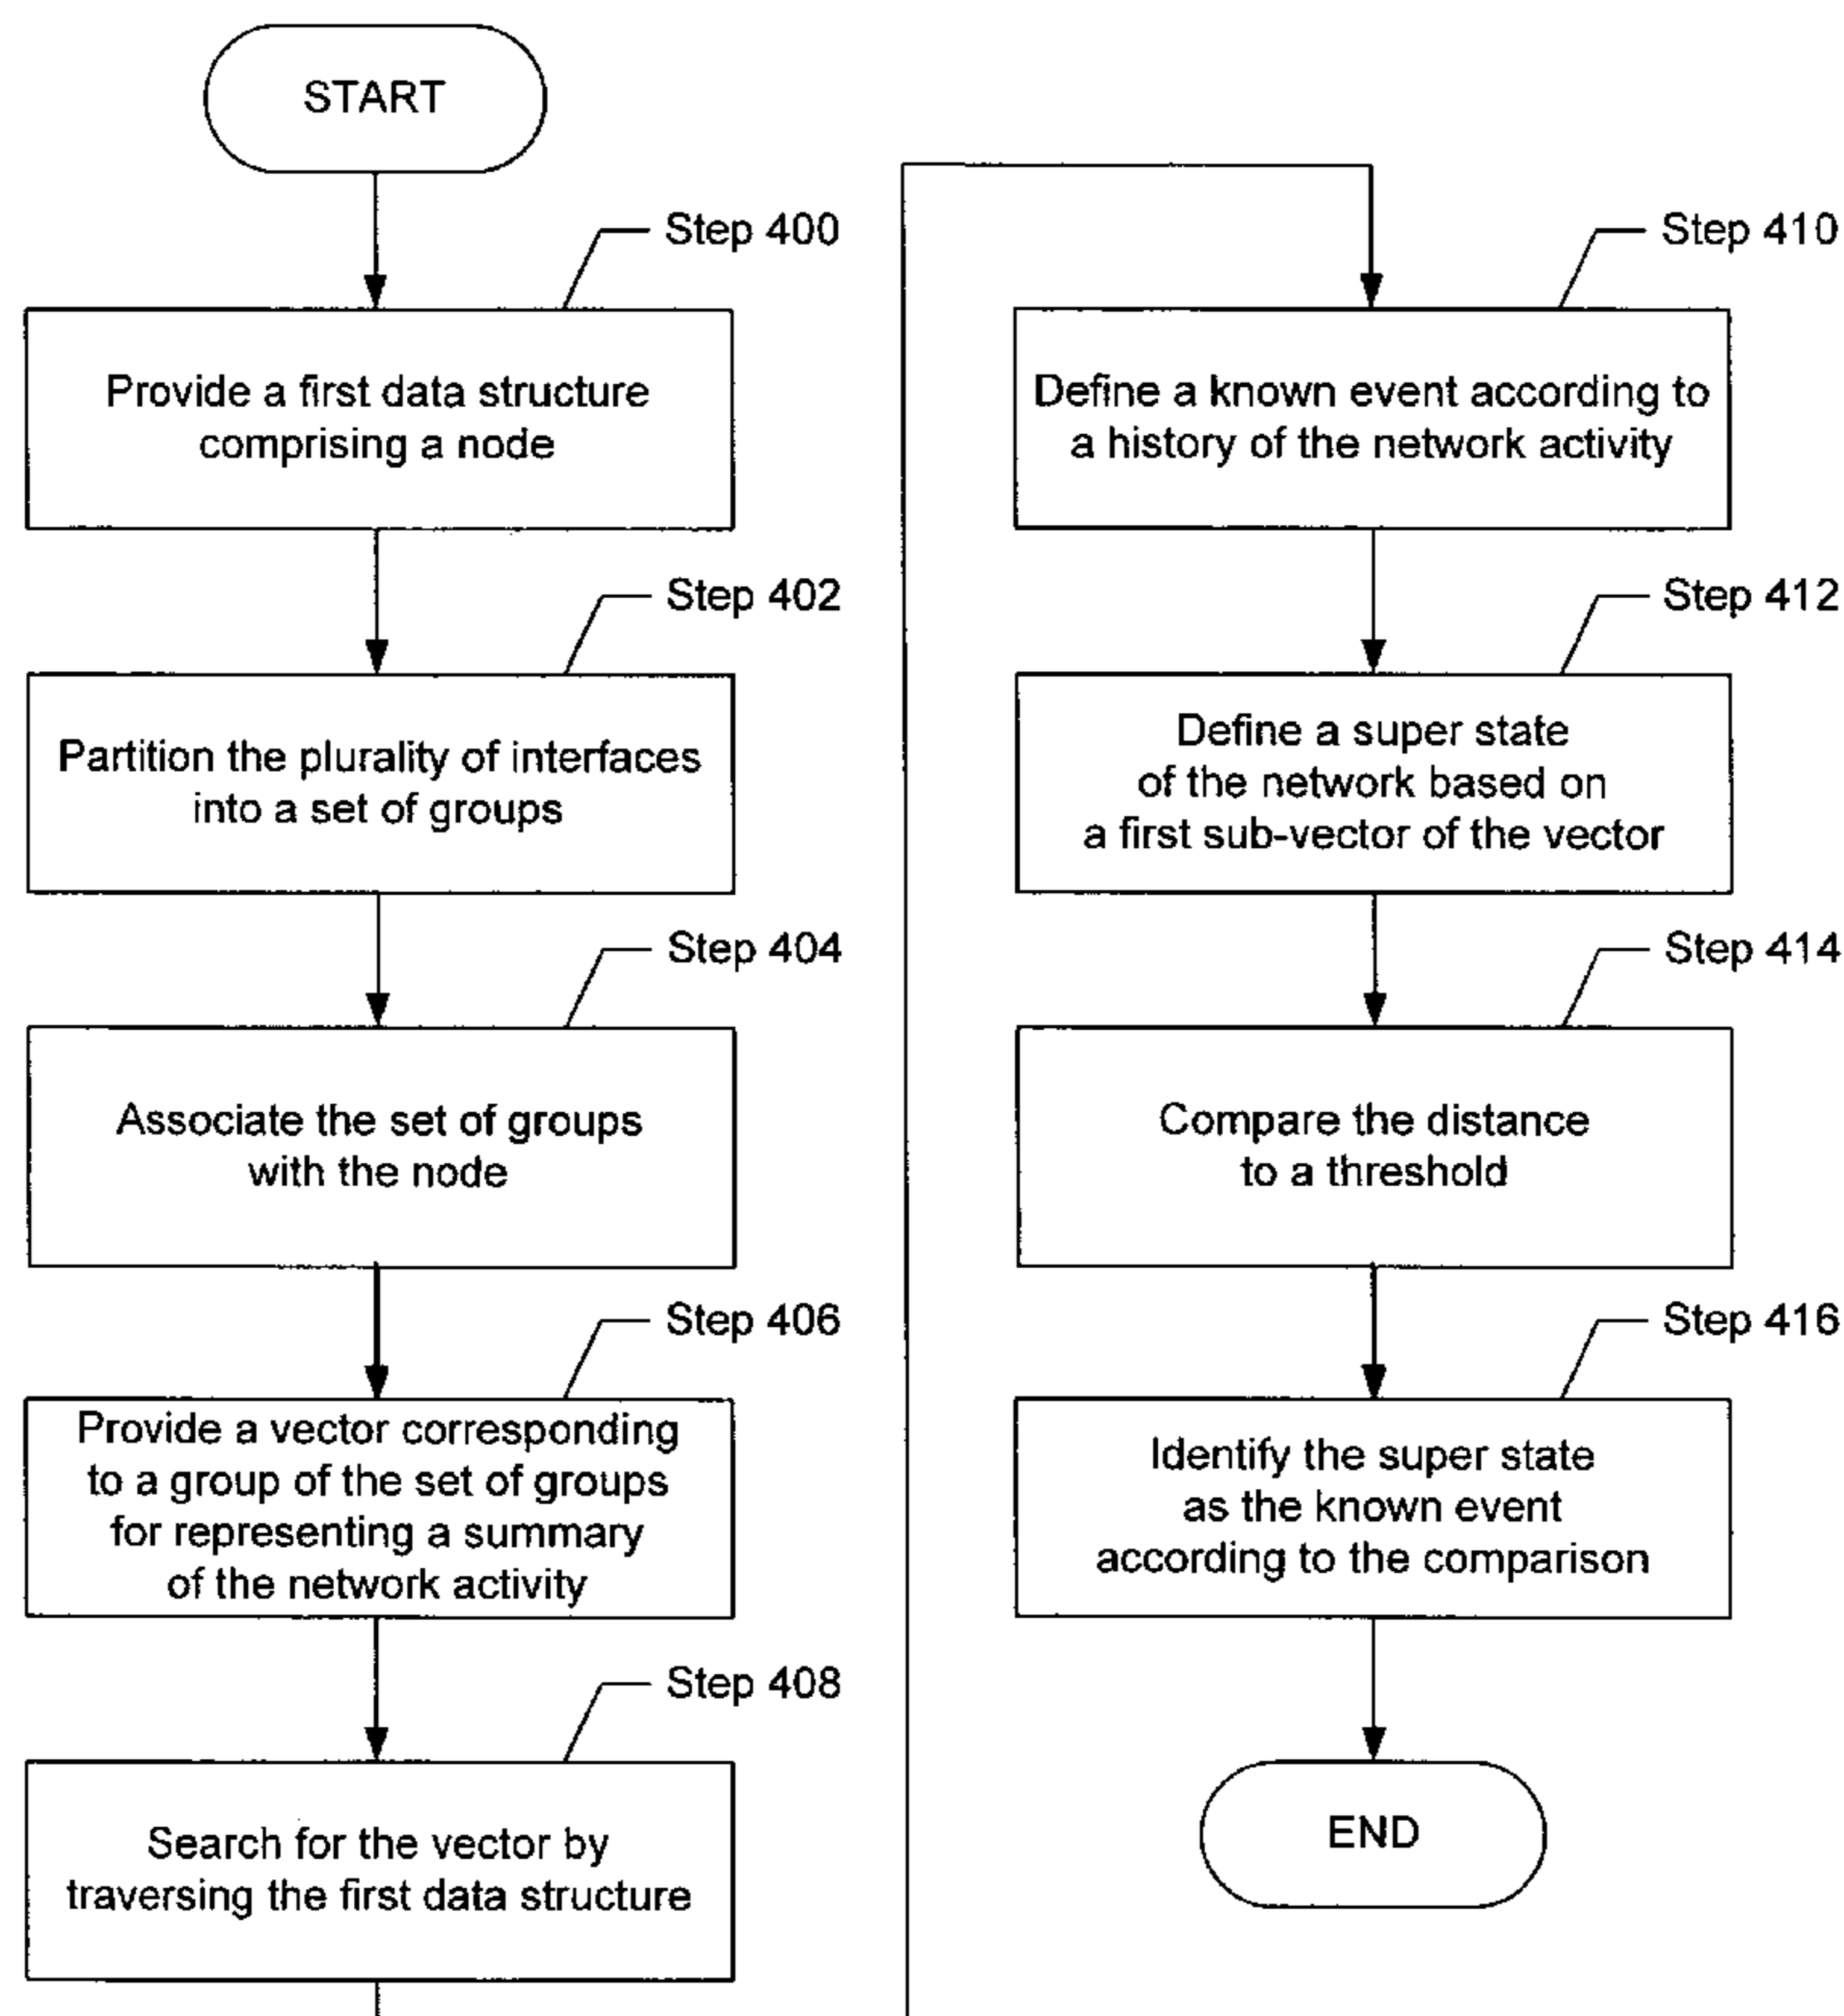 START
Step 400
Provide a first data structure
comprising a node
Step 402
Partition the plurality of interfaces
into a set of groups
Step 404
Associate the set of groups
with the node
Step 406
Provide a vector corresponding
to a group of the set of groups
for representing a summary
of the network activity
Step 408
Search for the vector by
traversing the first data structure
Step 410
Define a known event according to
a history of the network activity
Step 412
Define a super state
of the network based on
a first sub-vector of the vector
Step 414
Compare the distance
to a threshold
Step 416
Identify the super state
as the known event
according to the comparison
END